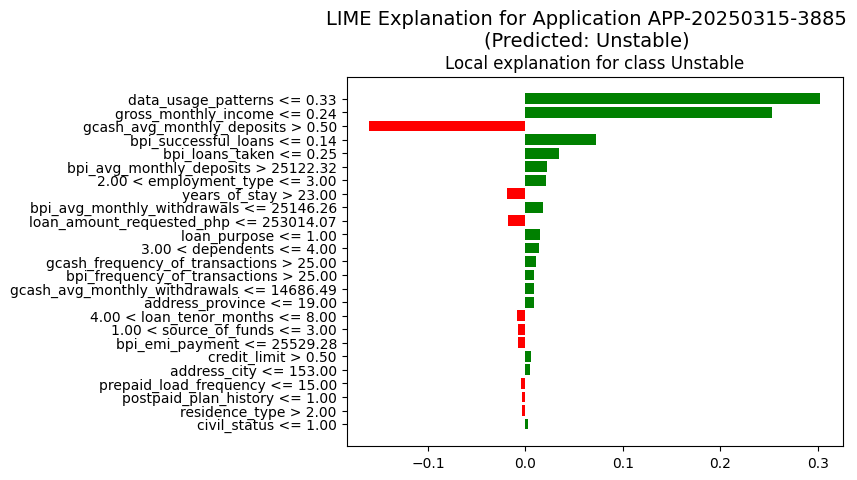 LIME Explanation for Application APP-20250315-3885
(Predicted: Unstable)
Local explanation for class Unstable
data_usage_patterns <= 0.33
gross_monthly_income <= 0.24
gcash_avg_monthly_deposits > 0.50
bpi_successful_loans <= 0.14
bpi_loans_taken <= 0.25
bpi_avg_monthly_deposits > 25122.32
2.00 < employment_type <= 3.00
years_of_stay > 23.00
bpi_avg_monthly_withdrawals <= 25146.26
loan_amount_requested_php <= 253014.07
loan_purpose <= 1.00
3.00 < dependents <= 4.00
gcash_frequency_of_transactions > 25.00
bpi_frequency_of_transactions > 25.00
gcash_avg_monthly_withdrawals <= 14686.49
address_province <= 19.00
4.00 < loan_tenor_months <= 8.00
1.00 < source_of_funds <= 3.00
bpi_emi_payment <= 25529.28
credit_limit > 0.50
address_city <= 153.00
prepaid_load_frequency <= 15.00
postpaid_plan_history <= 1.00
residence_type > 2.00
civil_status <= 1.00
−0.1 0.0 0.1 0.2 0.3